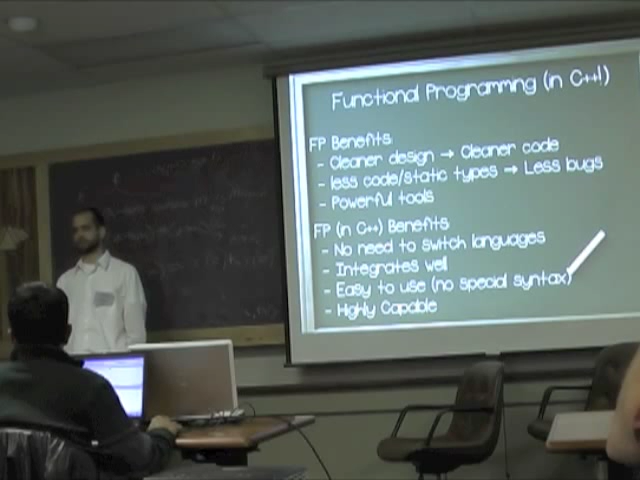 Functional Programming (in C++!)
FP Benefits:
- Cleaner design → Cleaner code
- less code/static types → Less bugs
- Powerful tools
FP (in C++) Benefits:
- No need to switch languages
- Integrates well
- Easy to use (no special syntax)
- Highly Capable